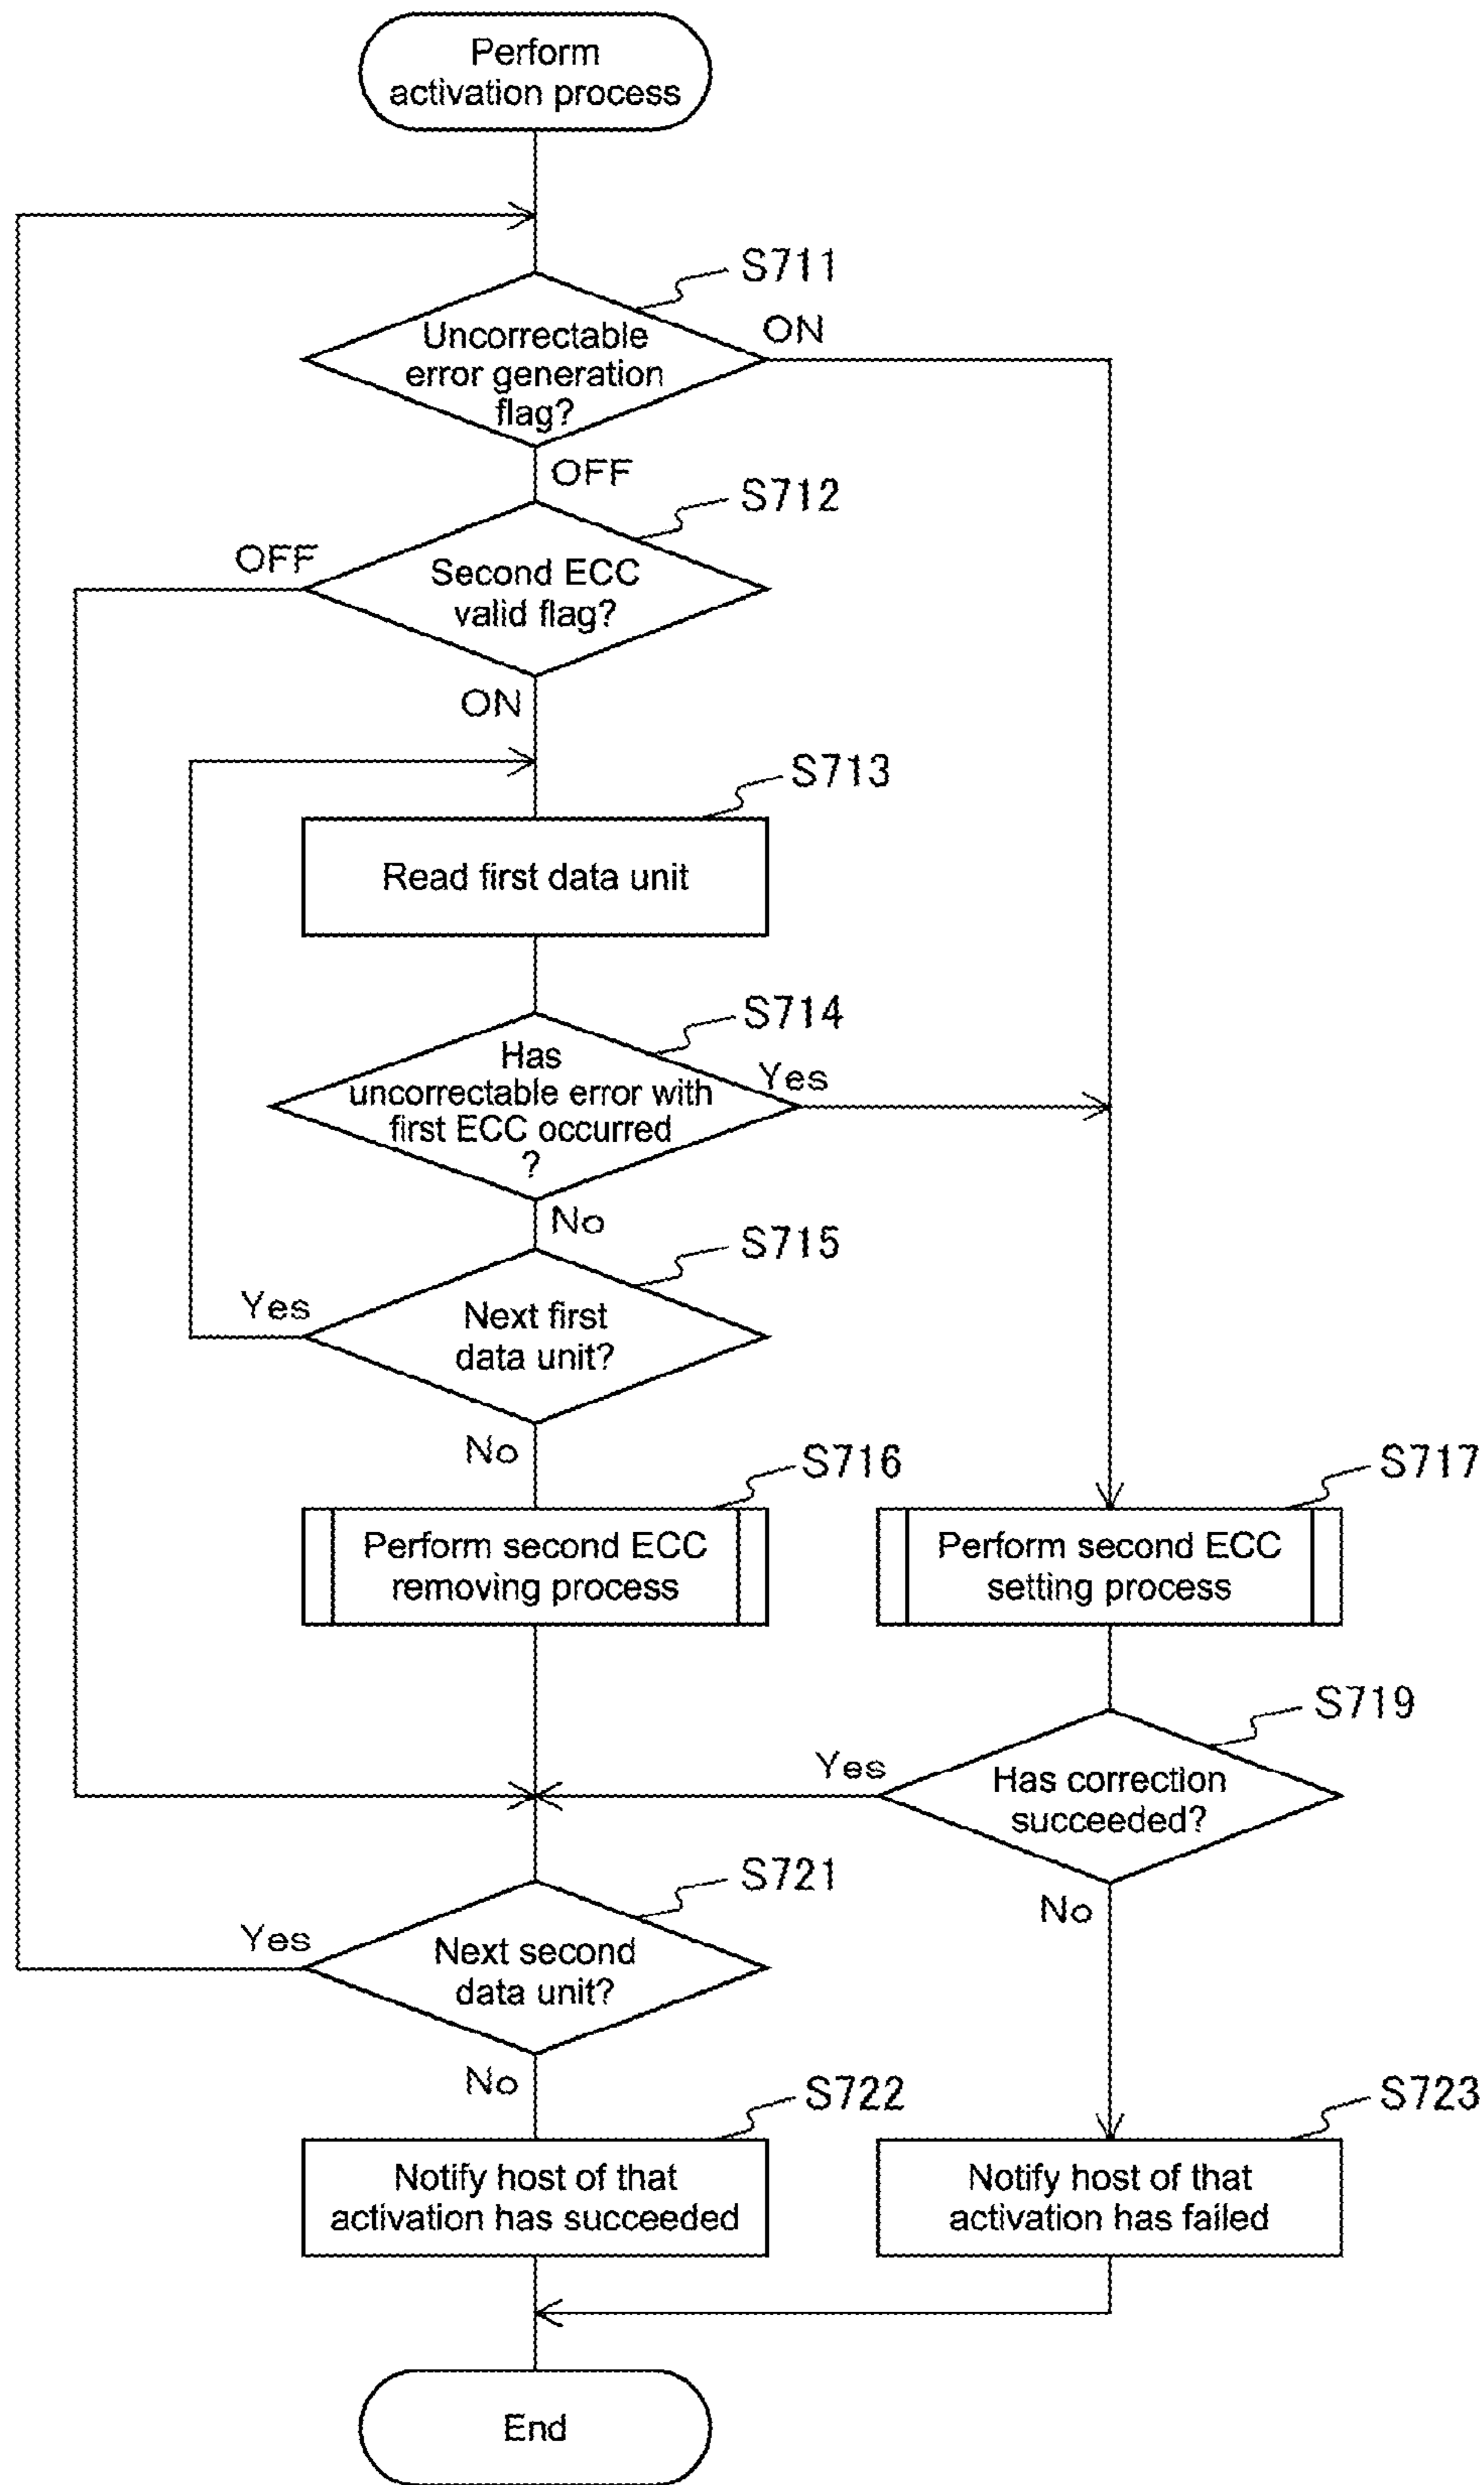 Perform
activation process
S711
Uncorrectable
error generation
flag?
ON
OFF
S712
OFF
Second ECC
valid flag?
ON
S713
Read first data unit
S714
Has
uncorrectable error with
first ECC occurred
?
Yes
No
S715
Yes
Next first
data unit?
No
S716
S717
Perform second ECC
removing process
Perform second ECC
setting process
S719
Yes
Has correction
succeeded?
No
S721
Yes
Next second
data unit?
No
S722
S723
Notify host of that
activation has succeeded
Notify host of that
activation has failed
End